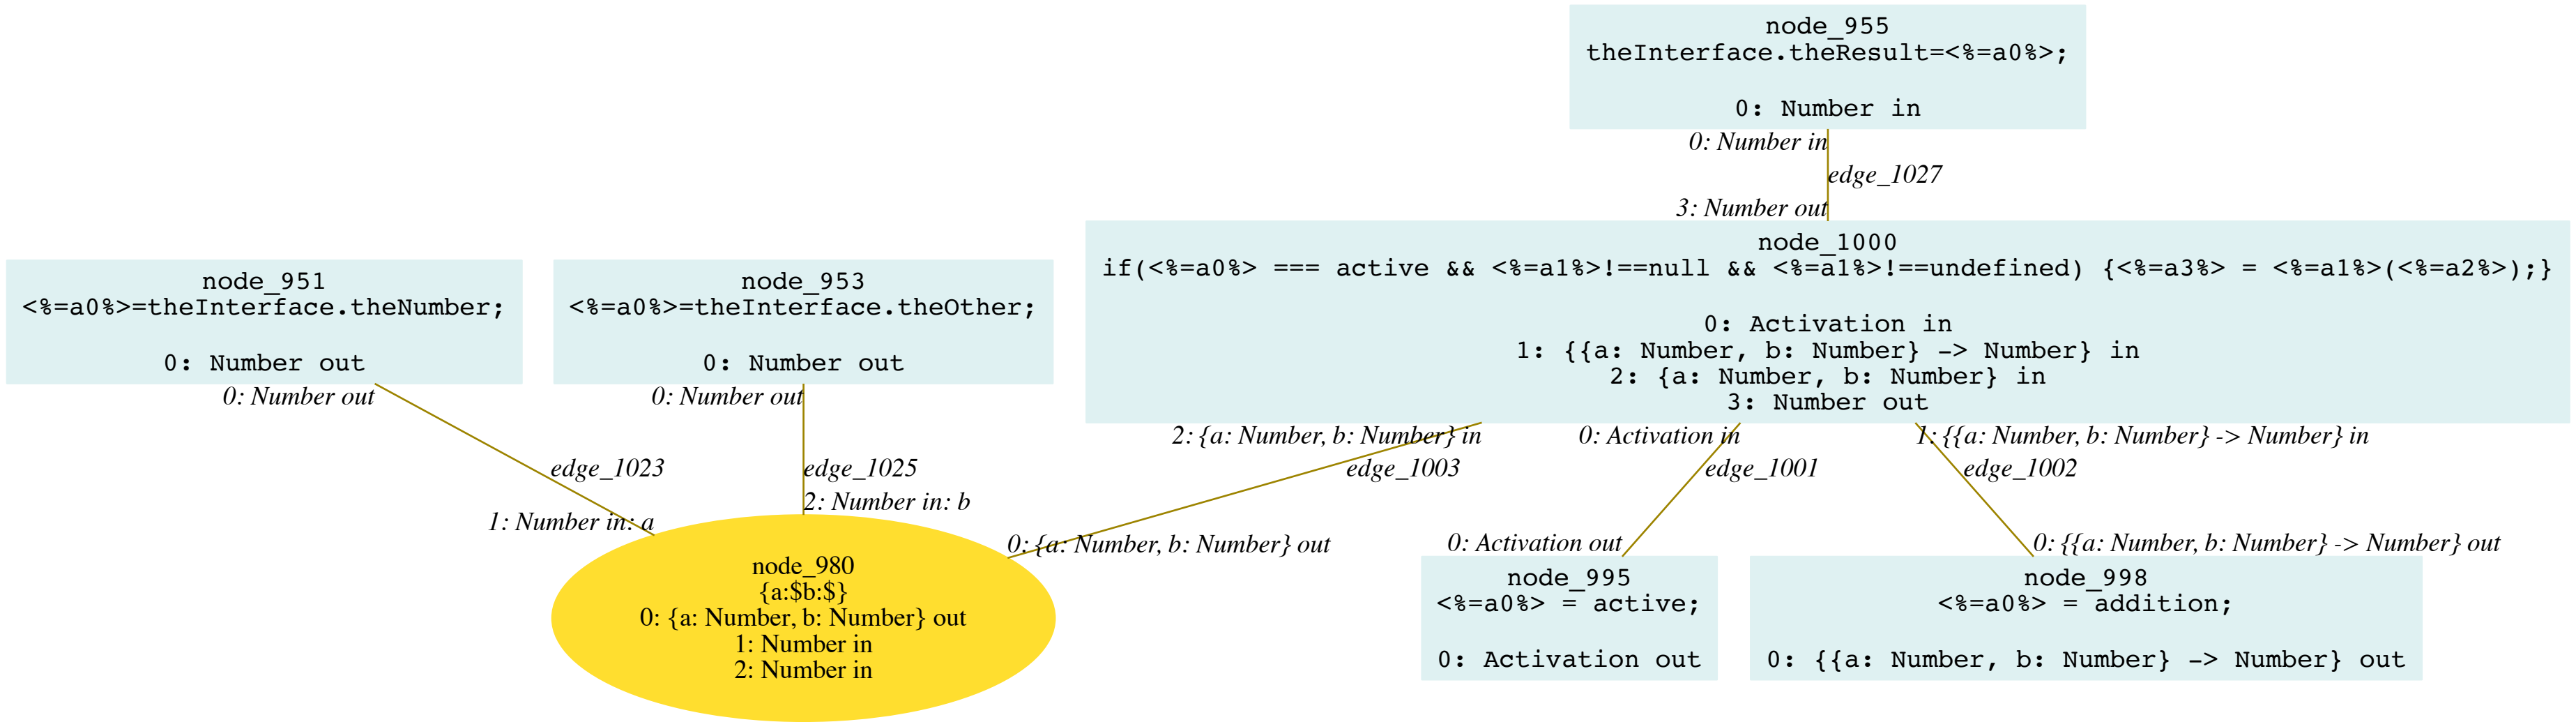 node_955
theInterface.theResult=<%=a0%>;
0: Number in
0: Number in
edge_1027
3: Number out
node_1000
if(<%=a0%> === active && <%=a1%>!==null && <%=a1%>!==undefined) {<%=a3%> = <%=a1%>(<%=a2%>);}
0: Activation in
1: {{a: Number, b: Number} -> Number} in
2: {a: Number, b: Number} in
3: Number out
node_951
<%=a0%>=theInterface.theNumber;
0: Number out
0: Number out
node_953
<%=a0%>=theInterface.theOther;
0: Number out
0: Number out
2: {a: Number, b: Number} in
0: Activation in
1: {{a: Number, b: Number} -> Number} in
edge_1023
edge_1025
edge_1003
edge_1001
edge_1002
1: Number in: a
2: Number in: b
0: {a: Number, b: Number} out
0: Activation out
0: {{a: Number, b: Number} -> Number} out
node_980
{a:$b:$}
0: {a: Number, b: Number} out
1: Number in
2: Number in
node_995
<%=a0%> = active;
0: Activation out
node_998
<%=a0%> = addition;
0: {{a: Number, b: Number} -> Number} out